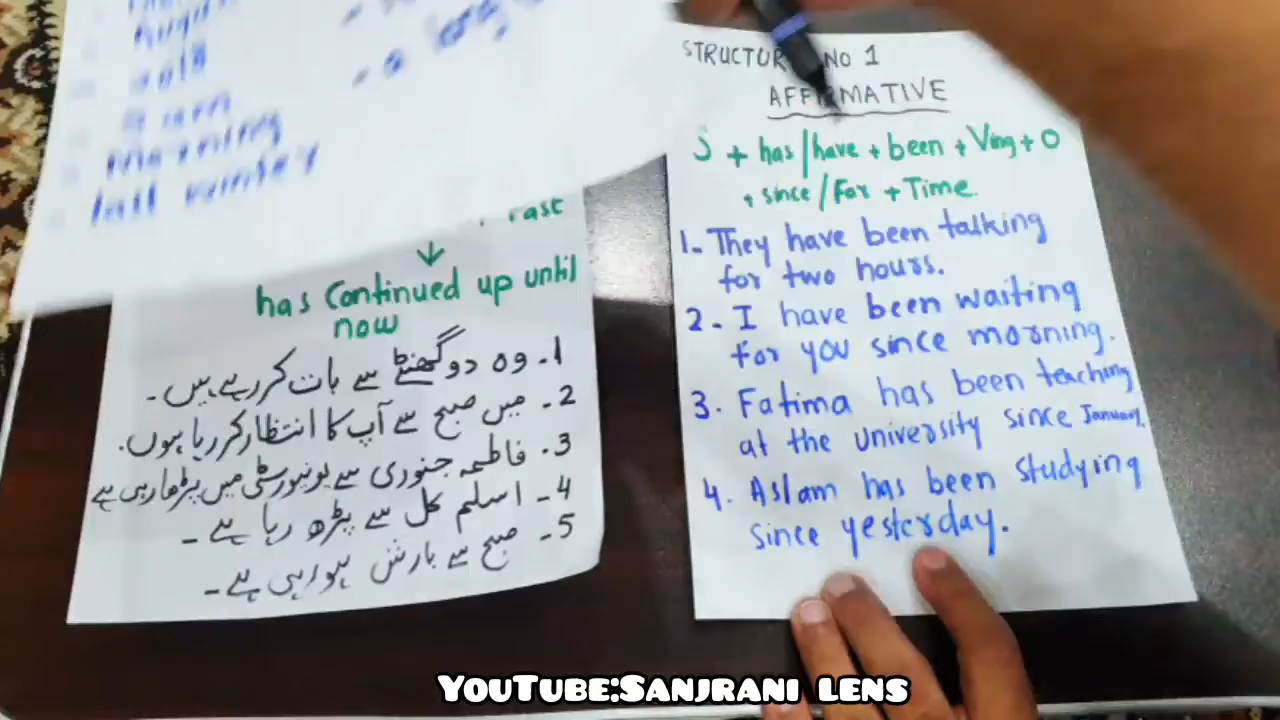 morning
last
STRUCTURE NO 1
AFFIRMATIVE
S + has/have + been + Ving + O
+ since/For + Time.
1- They have been talking
for two hours.
2- I have been waiting
for you since morning.
3. Fatima has been teaching
at the university since January.
4. Aslam has been studying
since yesterday.
↓
has Continued up until
now
1- وہ دو گھنٹے سے بات کر رہے ہیں -
2- میں صبح سے آپ کا انتظار کر رہا ہوں.
3. فاطمہ جنوری سے یونیورسٹی میں پڑھا رہی ہے
4- اسلم کل سے پڑھ رہا ہے -
5- صبح سے بارش ہو رہی ہے -
YouTube:Sanjrani lens